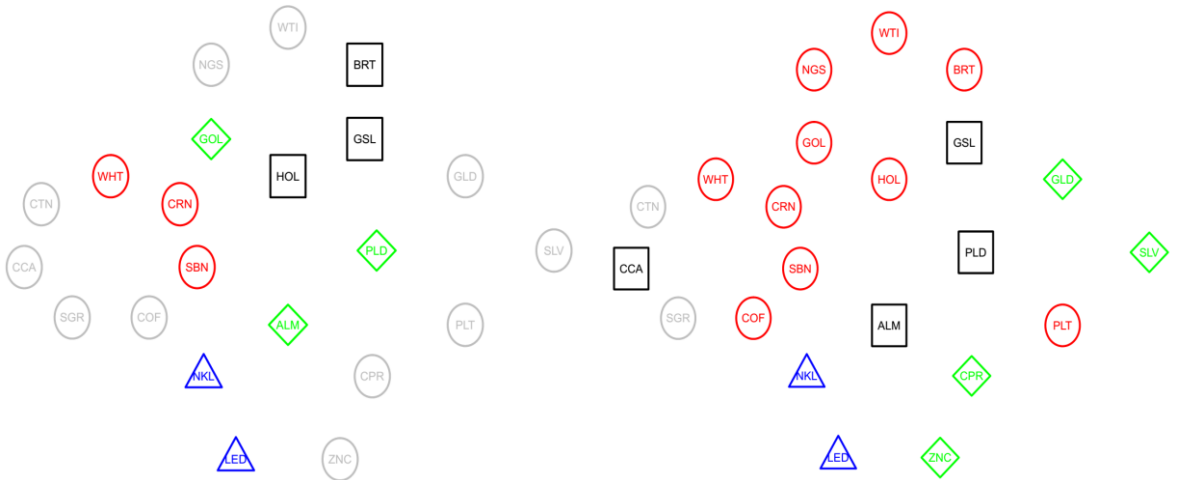 WTI
NGS
BRT
GOL
GSL
WHT
HOL
GLD
CTN
CRN
CCA
SBN
PLD
SLV
SGR
COF
ALM
PLT
NKL
CPR
LED
ZNC
WTI
NGS
BRT
GOL
GSL
WHT
HOL
GLD
CTN
CRN
CCA
SBN
PLD
SLV
SGR
COF
ALM
PLT
NKL
CPR
LED
ZNC